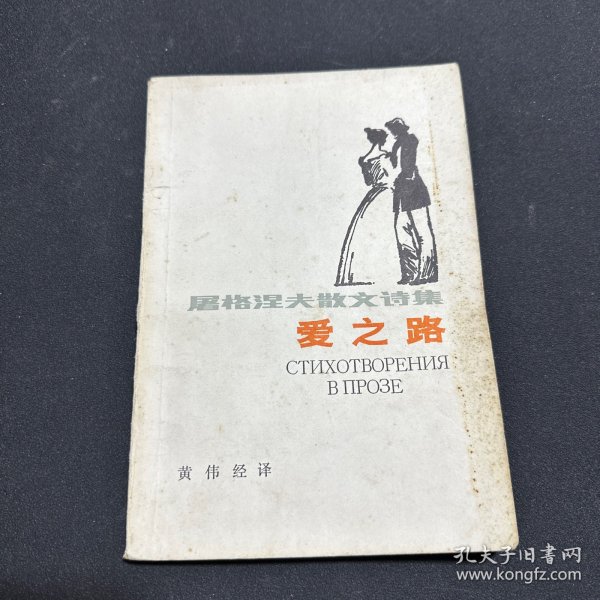 屠格涅夫散文诗集
爱之路
СТИХОТВОРЕНИЯ
В ПРОЗЕ
黄伟经译
孔夫子旧書网
www.kongfz.com